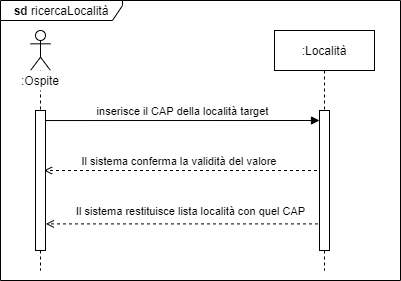 sd ricercaLocalità
:Ospite
:Località
inserisce il CAP della località target
Il sistema conferma la validità del valore
Il sistema restituisce lista località con quel CAP